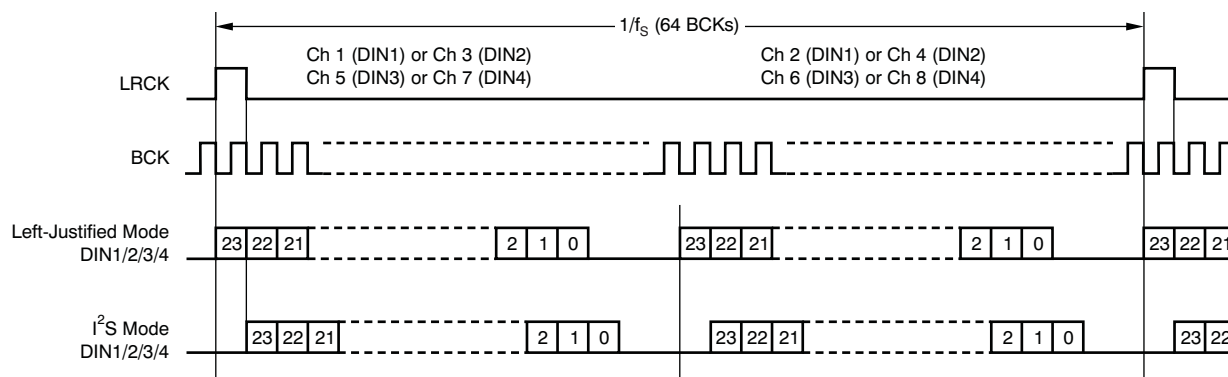 1/fS (64 BCKs)
Ch 1 (DIN1) or Ch 3 (DIN2)
Ch 5 (DIN3) or Ch 7 (DIN4)
Ch 2 (DIN1) or Ch 4 (DIN2)
Ch 6 (DIN3) or Ch 8 (DIN4)
LRCK
BCK
Left-Justified Mode
DIN1/2/3/4
23 22 21 2 1 0 23 22 21 2 1 0 23 22 21
I2S Mode
DIN1/2/3/4
23 22 21 2 1 0 23 22 21 2 1 0 23 22